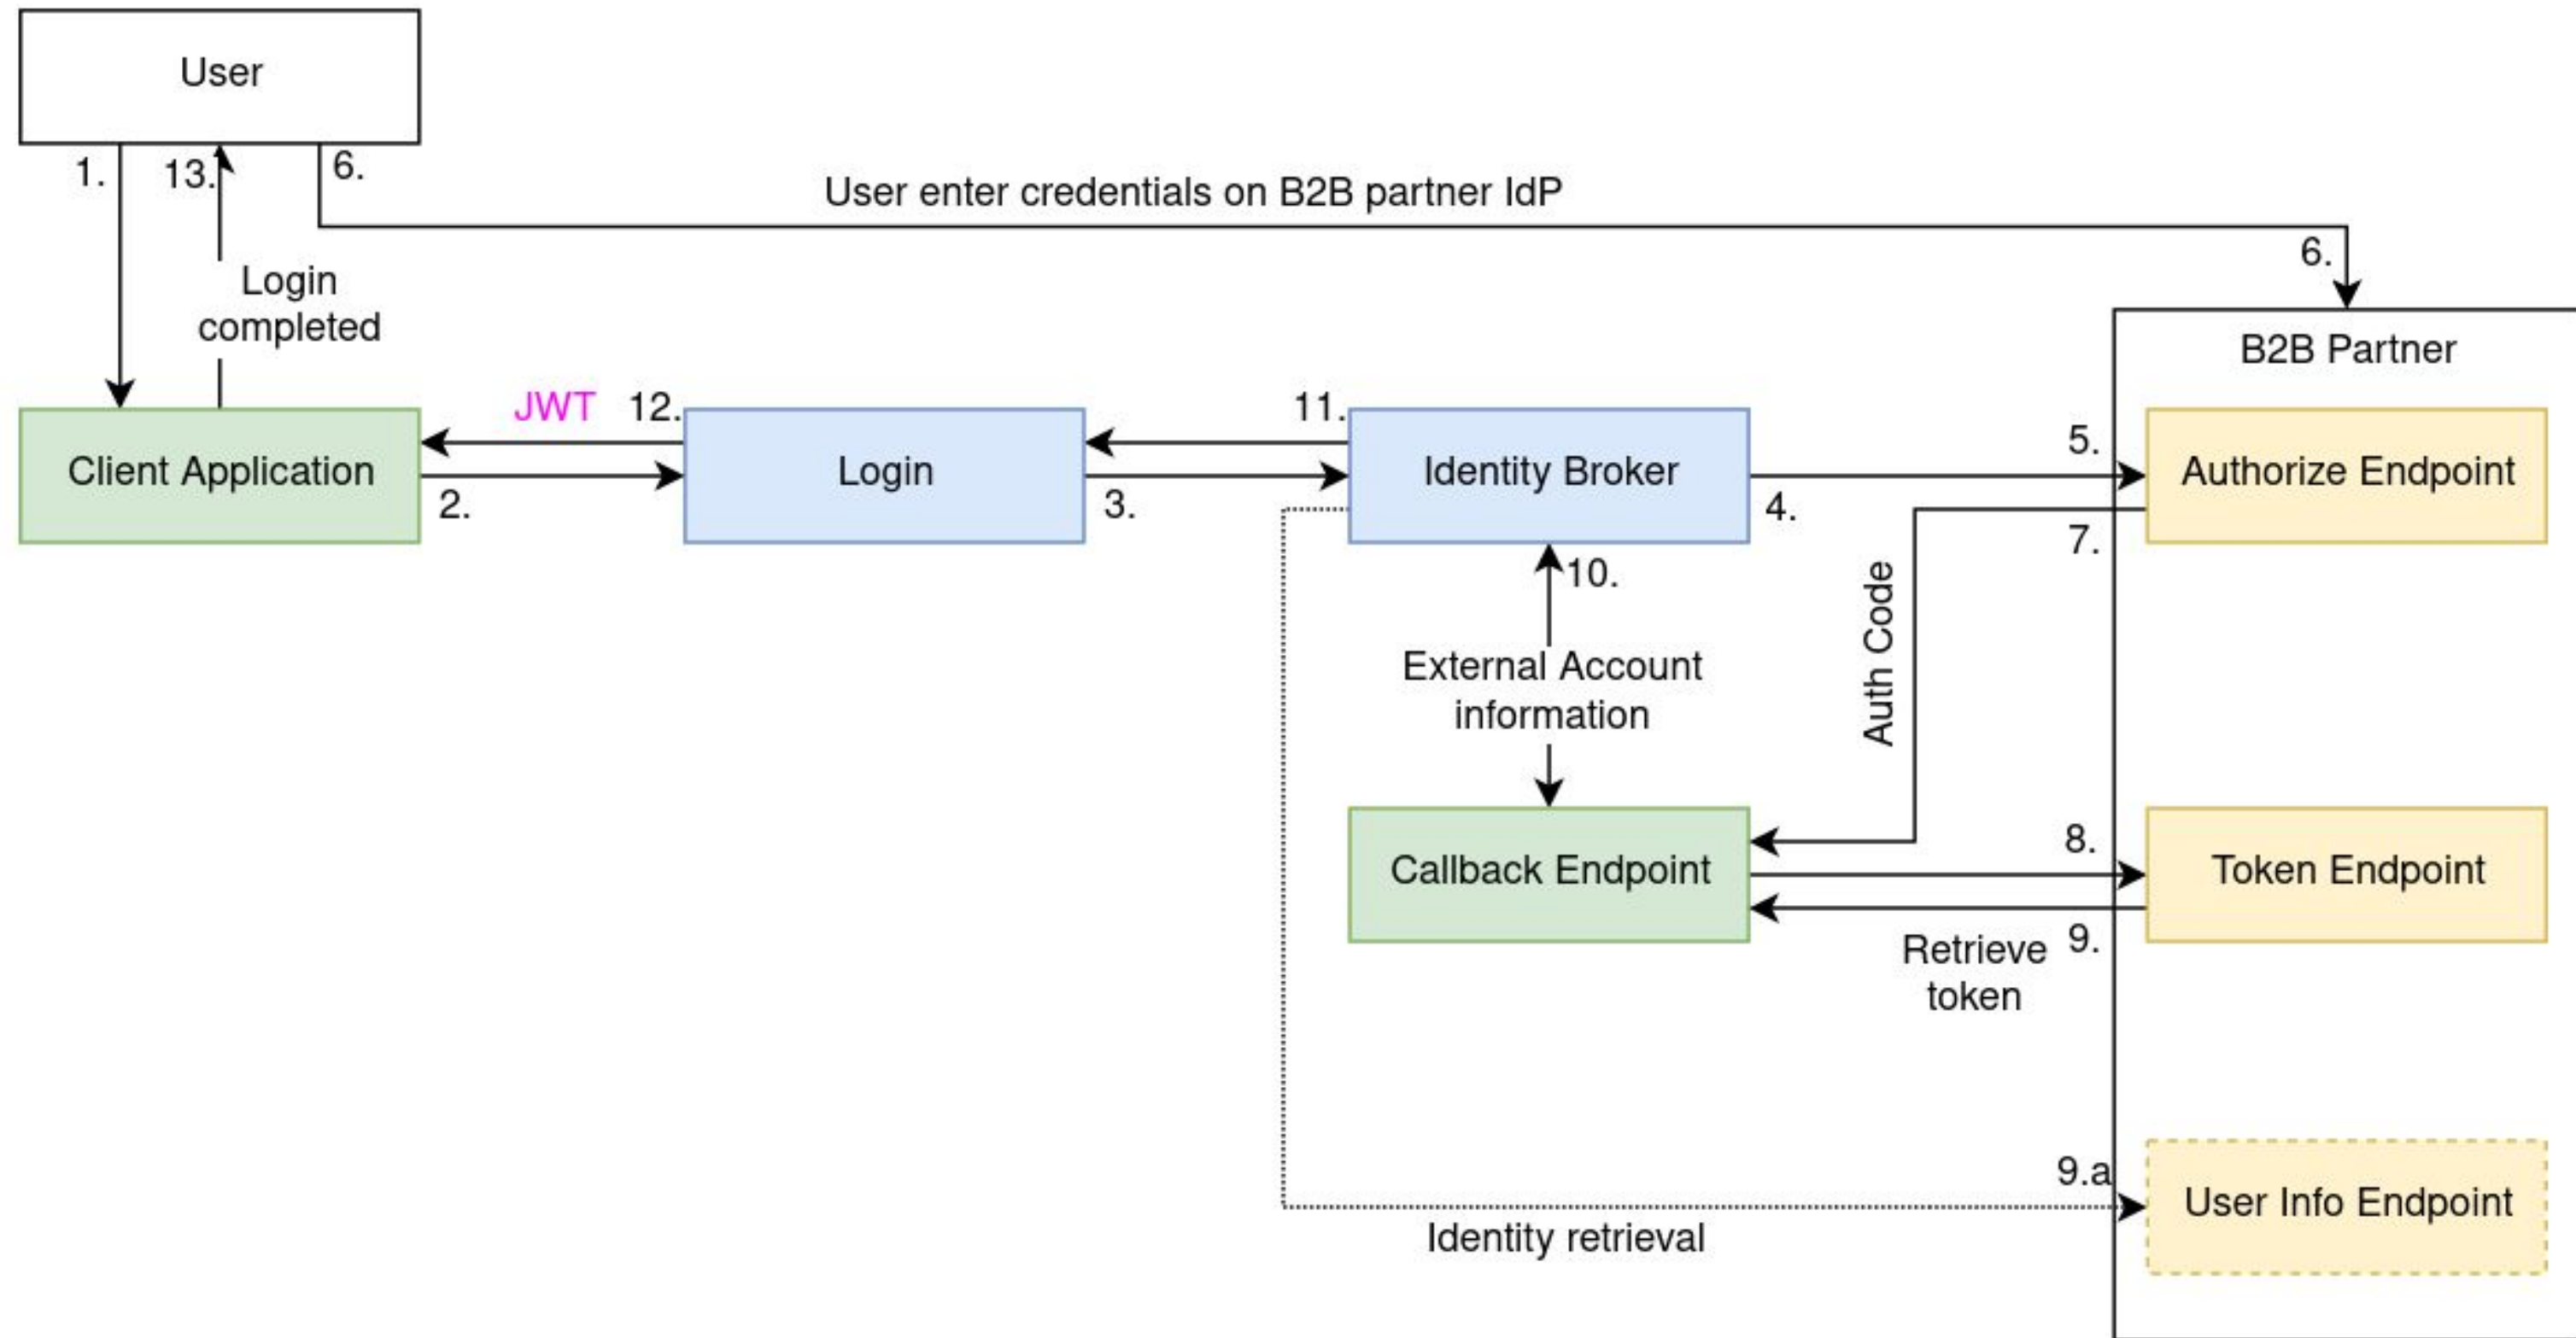 User
1.
13.
6.
User enter credentials on B2B partner IdP
6.
Login
completed
B2B Partner
JWT
12.
11.
5.
Client Application
Login
Identity Broker
Authorize Endpoint
2.
3.
4.
7.
10.
Auth Code
External Account
information
8.
Callback Endpoint
Token Endpoint
9.
Retrieve
token
9.a
User Info Endpoint
Identity retrieval